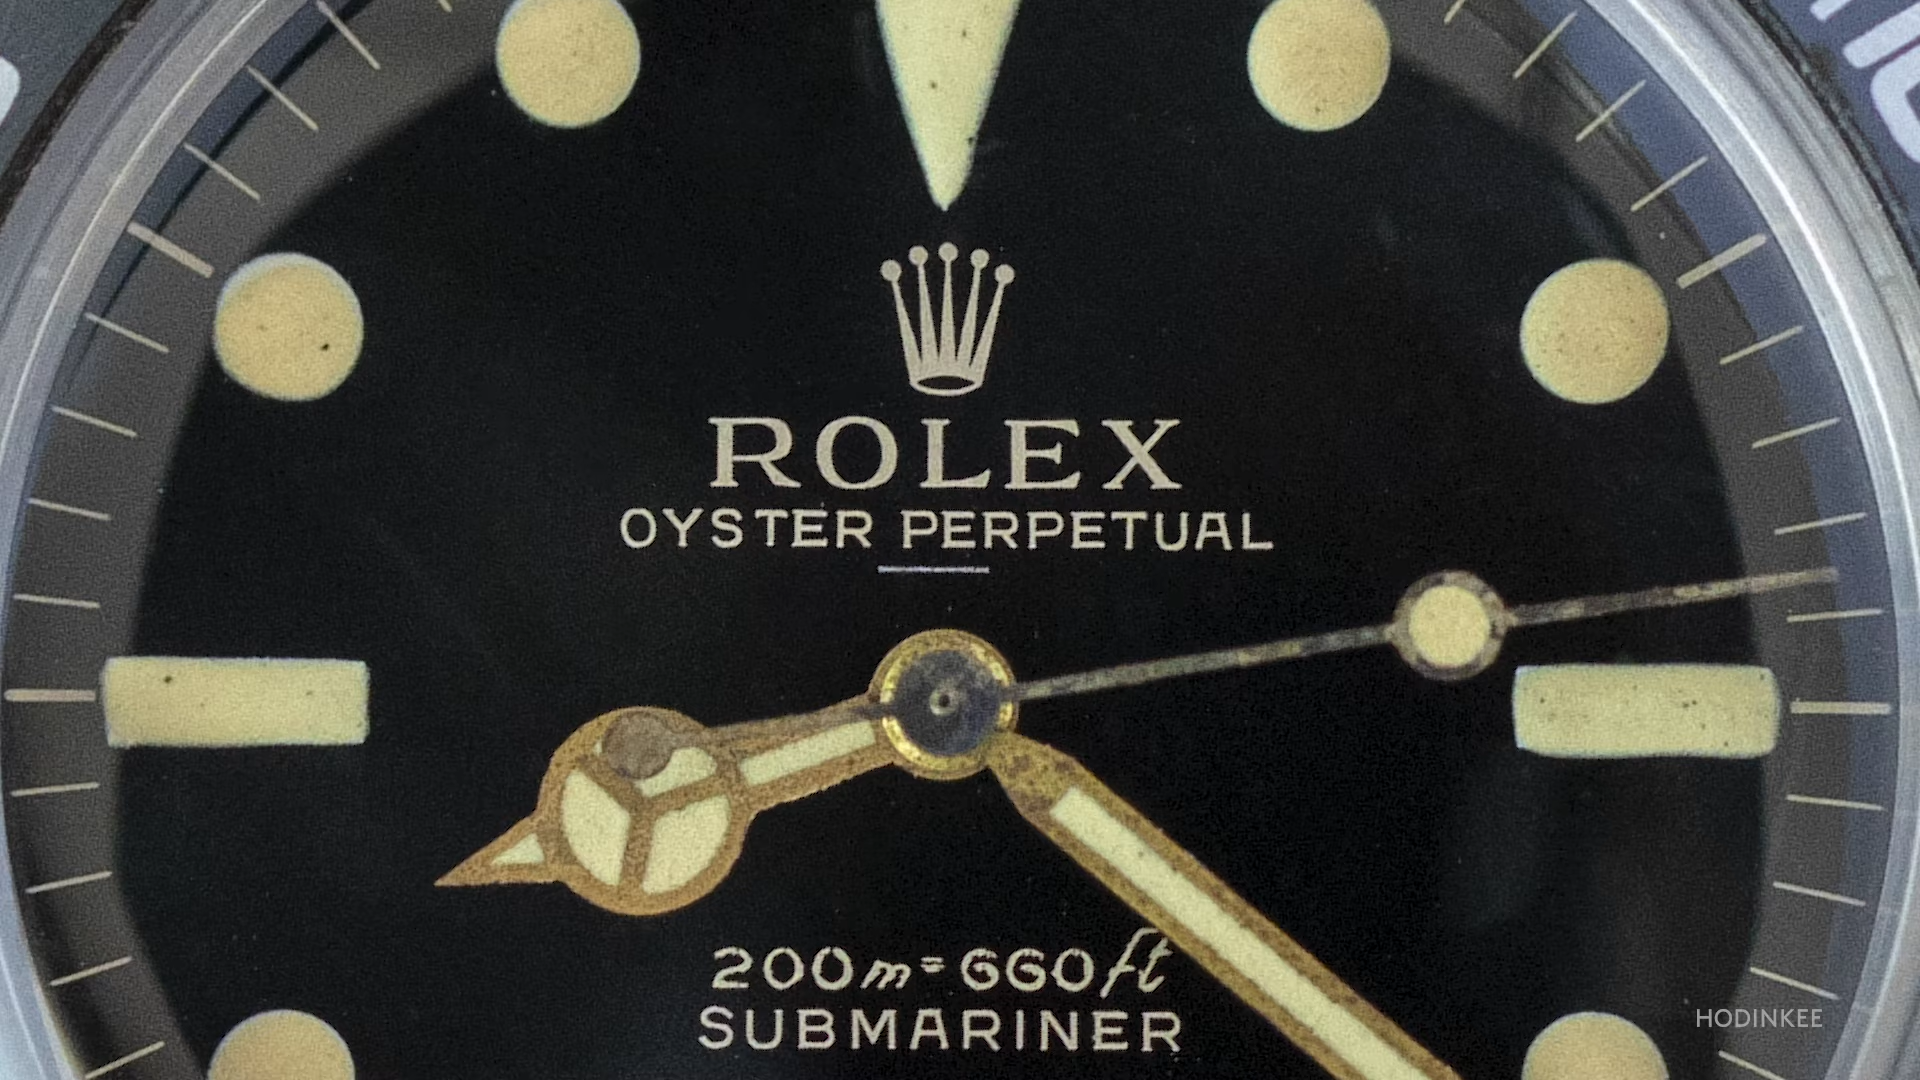 ROLEX
OYSTER PERPETUAL
200m=660ft
SUBMARINER
HODINKEE